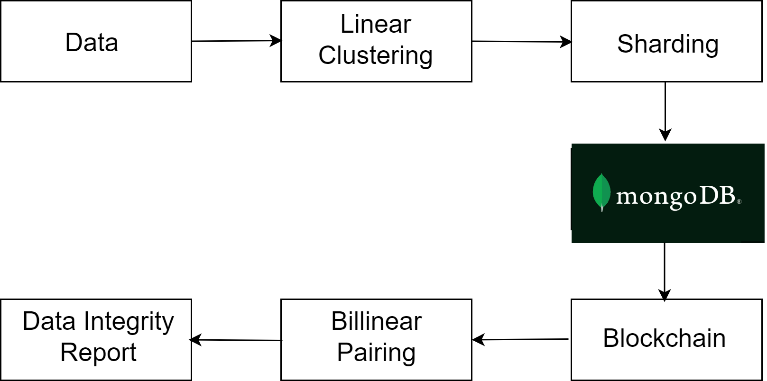 Data
Linear
Clustering
Sharding
mongoDB®
Blockchain
Billinear
Pairing
Data Integrity
Report